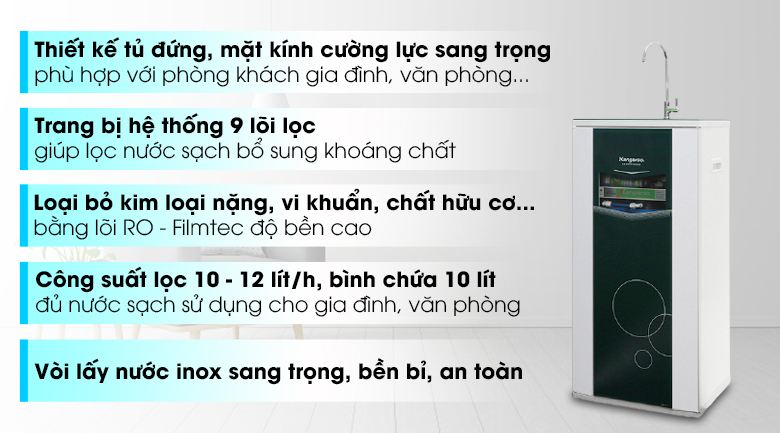 Thiết kế tủ đứng, mặt kính cường lực sang trọng
phù hợp với phòng khách gia đình, văn phòng...
Trang bị hệ thống 9 lõi lọc
giúp lọc nước sạch bổ sung khoáng chất
Loại bỏ kim loại nặng, vi khuẩn, chất hữu cơ...
bằng lõi RO - Filmtec độ bền cao
Công suất lọc 10 - 12 lít/h, bình chứa 10 lít
đủ nước sạch sử dụng cho gia đình, văn phòng
Vòi lấy nước inox sang trọng, bền bỉ, an toàn
Kangaroo